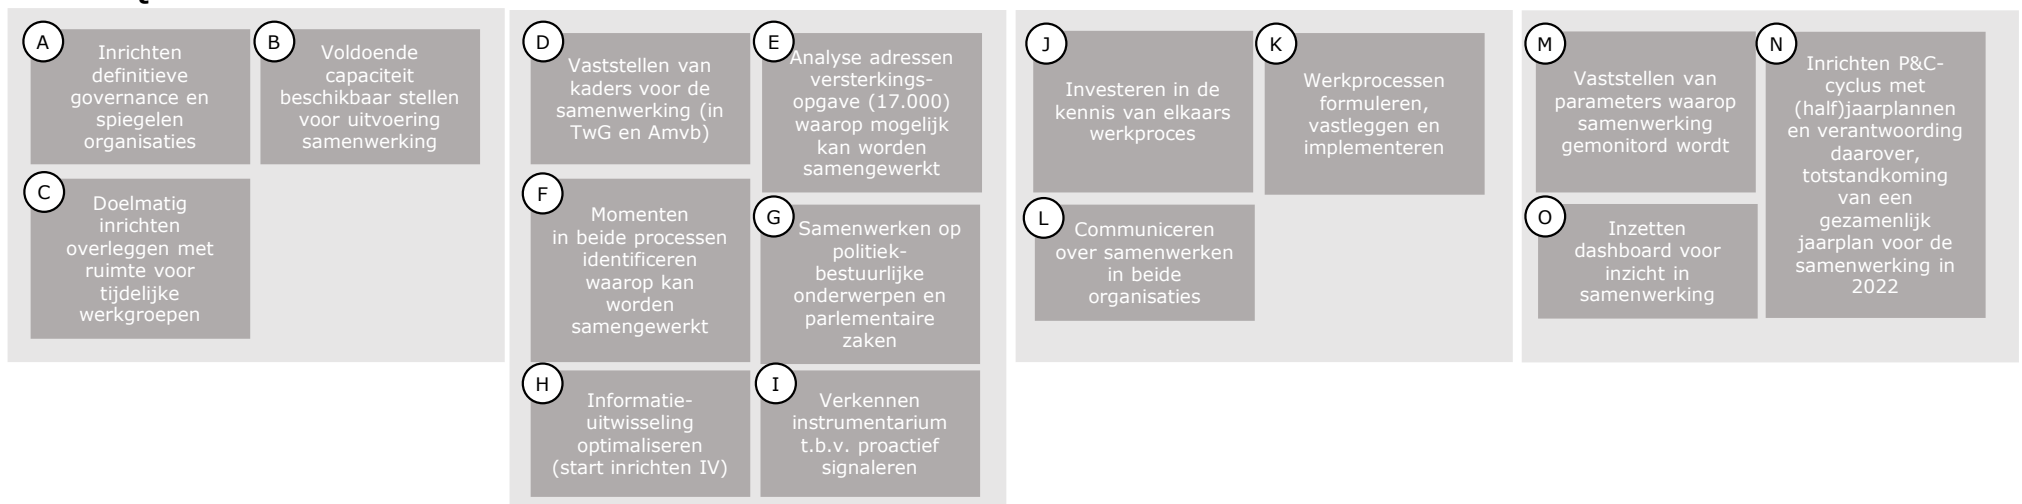 A
Inrichten
definitieve
governance en
spiegelen
organisaties
B
Voldoende
capaciteit
beschikbaar stellen
voor uitvoering
samenwerking
C
Doelmatig
inrichten
overleggen met
ruimte voor
tijdelijke
werkgroepen
D
Vaststellen van
kaders voor de
samenwerking (in
TwG en Amvb)
E
Analyse adressen
versterkings-
opgave (17.000)
waarop mogelijk
kan worden
samengewerkt
F
Momenten
in beide processen
identificeren
waarop kan
worden
samengewerkt
G
Samenwerken op
politiek-
bestuurlijke
onderwerpen en
parlementaire
zaken
H
Informatie-
uitwisseling
optimaliseren
(start inrichten IV)
I
Verkennen
instrumentarium
t.b.v. proactief
signaleren
J
Investeren in de
kennis van elkaars
werkproces
K
Werkprocessen
formuleren,
vastleggen en
implementeren
L
Communiceren
over samenwerken
in beide
organisaties
M
Vaststellen van
parameters waarop
samenwerking
gemonitord wordt
N
Inrichten P&C-
cyclus met
(half)jaarplannen
en verantwoording
daarover,
totstandkoming
van een
gezamenlijk
jaarplan voor de
samenwerking in
2022
O
Inzetten
dashboard voor
inzicht in
samenwerking